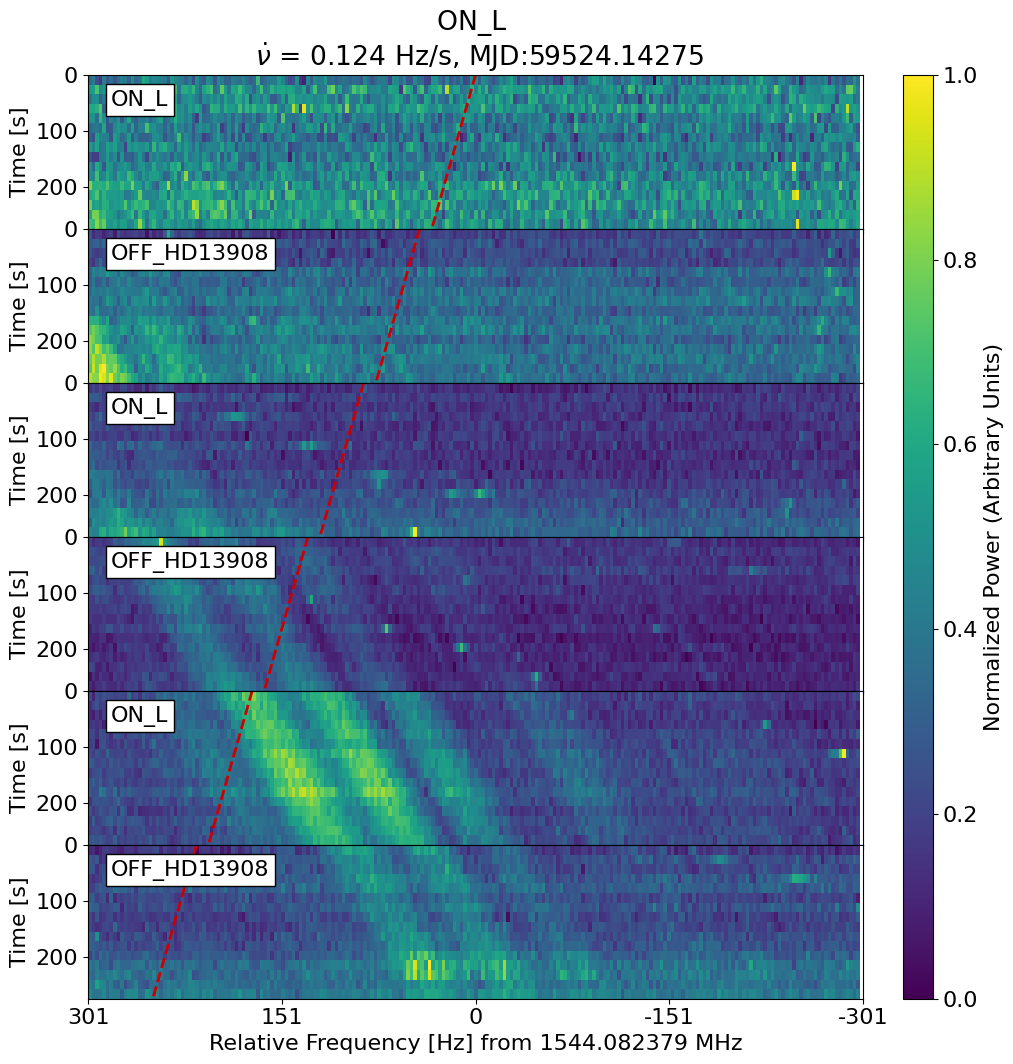 ON_L
ν̇ = 0.124 Hz/s, MJD:59524.14275
0
ON_L
100
Time [s]
200
0
OFF_HD13908
100
Time [s]
200
0
ON_L
100
Time [s]
200
0
OFF_HD13908
100
Time [s]
200
0
ON_L
100
Time [s]
200
0
OFF_HD13908
100
Time [s]
200
301 151 0 -151 -301
Relative Frequency [Hz] from 1544.082379 MHz
1.0
0.8
0.6
0.4
0.2
0.0
Normalized Power (Arbitrary Units)